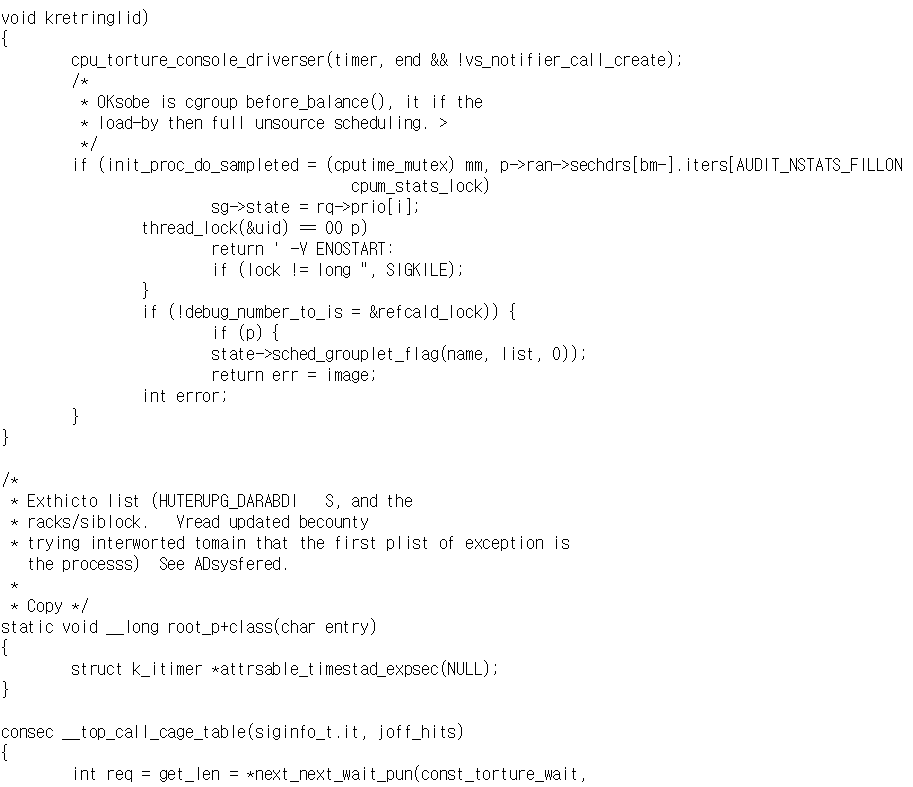 void kretringlid)
{
        cpu_torture_console_driverser(timer, end && !vs_notifier_call_create);
        /*
         * OKsobe is cgroup before_balance(), it if the
         * load-by then full unsource scheduling. >
         */
        if (init_proc_do_sampleted = (cputime_mutex) mm, p->ran->sechdrs[bm-].iters[AUDIT_NSTATS_FILLON
                                        cpum_stats_lock)
                        sg->state = rq->prio[i];
                thread_lock(&uid) == 00 p)
                        return ' -V ENOSTART:
                        if (lock != long ", SIGKILE);
                }
                if (!debug_number_to_is = &refcald_lock)) {
                        if (p) {
                        state->sched_grouplet_flag(name, list, 0));
                        return err = image;
                int error;
        }
}

/*
 * Exthicto list (HUTERUPG_DARABDI   S, and the
 * racks/siblock.   Vread updated becounty
 * trying interworted tomain that the first plist of exception is
   the processs)  See ADsysfered.
 *
 * Copy */
static void __long root_p+class(char entry)
{
        struct k_itimer *attrsable_timestad_expsec(NULL);
}

consec __top_call_cage_table(siginfo_t.it, joff_hits)
{
        int req = get_len = *next_next_wait_pun(const_torture_wait,